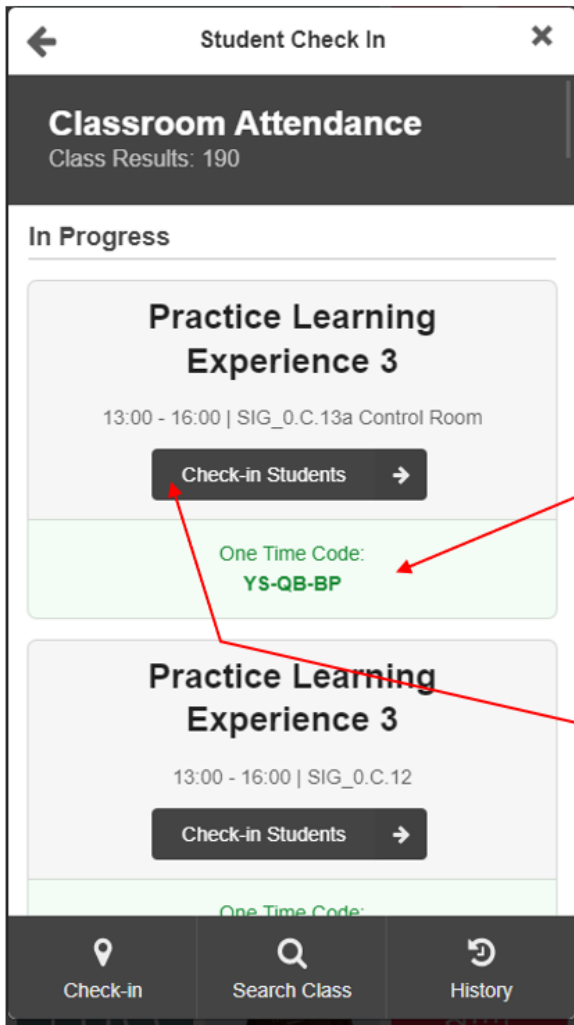 Student Check In
Classroom Attendance
Class Results: 190
In Progress
Practice Learning
Experience 3
13:00 - 16:00 | SIG_0.C.13a Control Room
Check-in Students
One Time Code:
YS-QB-BP
Practice Learning
Experience 3
13:00 - 16:00 | SIG_0.C.12
Check-in Students
One Time Code:
Check-in
Search Class
History